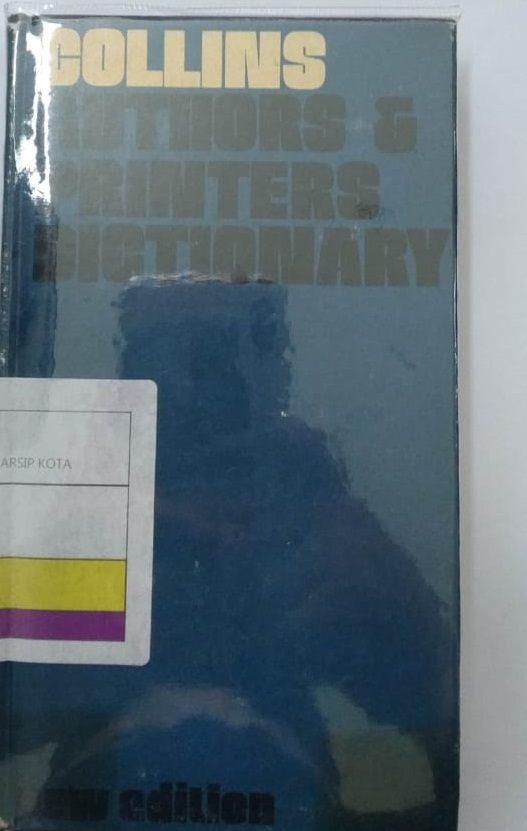 COLLINS
AUTHORS &
PRINTERS
DICTIONARY
ARSIP KOTA
new edition